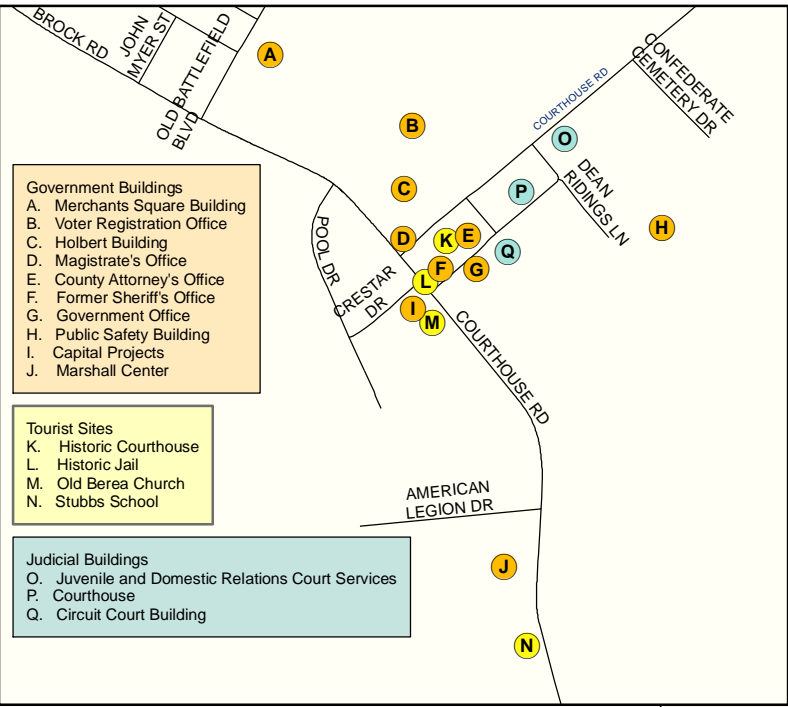 BROCK RD
JOHN
MYER ST
OLD BATTLEFIELD
BLVD
A
COURTHOUSE RD
CONFEDERATE
CEMETERY DR
B
O
DEAN
RIDINGS LN
C
P
POOL DR
D
K
E
H
Q
F
G
L
CRESTAR
DR
I
M
COURTHOUSE RD
Government Buildings
A. Merchants Square Building
B. Voter Registration Office
C. Holbert Building
D. Magistrate's Office
E. County Attorney's Office
F. Former Sheriff's Office
G. Government Office
H. Public Safety Building
I. Capital Projects
J. Marshall Center
Tourist Sites
K. Historic Courthouse
L. Historic Jail
M. Old Berea Church
N. Stubbs School
AMERICAN
LEGION DR
J
N
Judicial Buildings
O. Juvenile and Domestic Relations Court Services
P. Courthouse
Q. Circuit Court Building